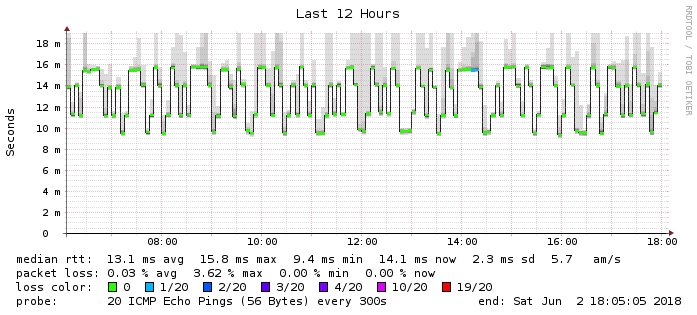 Last 12 Hours
RRDTOOL / TOBI OETIKER
Seconds
18 m
16 m
14 m
12 m
10 m
8 m
6 m
4 m
2 m
0
08:00 10:00 12:00 14:00 16:00 18:00
median rtt: 13.1 ms avg 15.8 ms max 9.4 ms min 14.1 ms now 2.3 ms sd 5.7 am/s
packet loss: 0.03 % avg 3.62 % max 0.00 % min 0.00 % now
loss color: 0 1/20 2/20 3/20 4/20 10/20 19/20
probe: 20 ICMP Echo Pings (56 Bytes) every 300s end: Sat Jun 2 18:05:05 2018